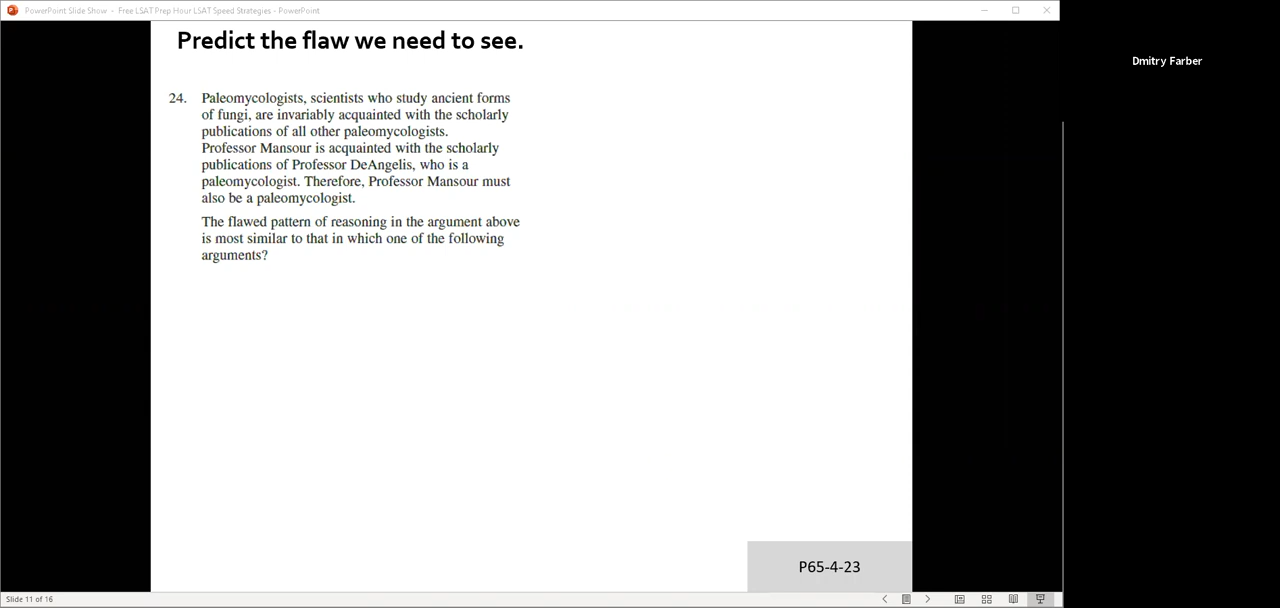 PowerPoint Slide Show - Free LSAT Prep Hour LSAT Speed Strategies - PowerPoint
Predict the flaw we need to see.
Dmitry Farber
24. Paleomycologists, scientists who study ancient forms
of fungi, are invariably acquainted with the scholarly
publications of all other paleomycologists.
Professor Mansour is acquainted with the scholarly
publications of Professor DeAngelis, who is a
paleomycologist. Therefore, Professor Mansour must
also be a paleomycologist.
The flawed pattern of reasoning in the argument above
is most similar to that in which one of the following
arguments?
P65-4-23
Slide 11 of 16